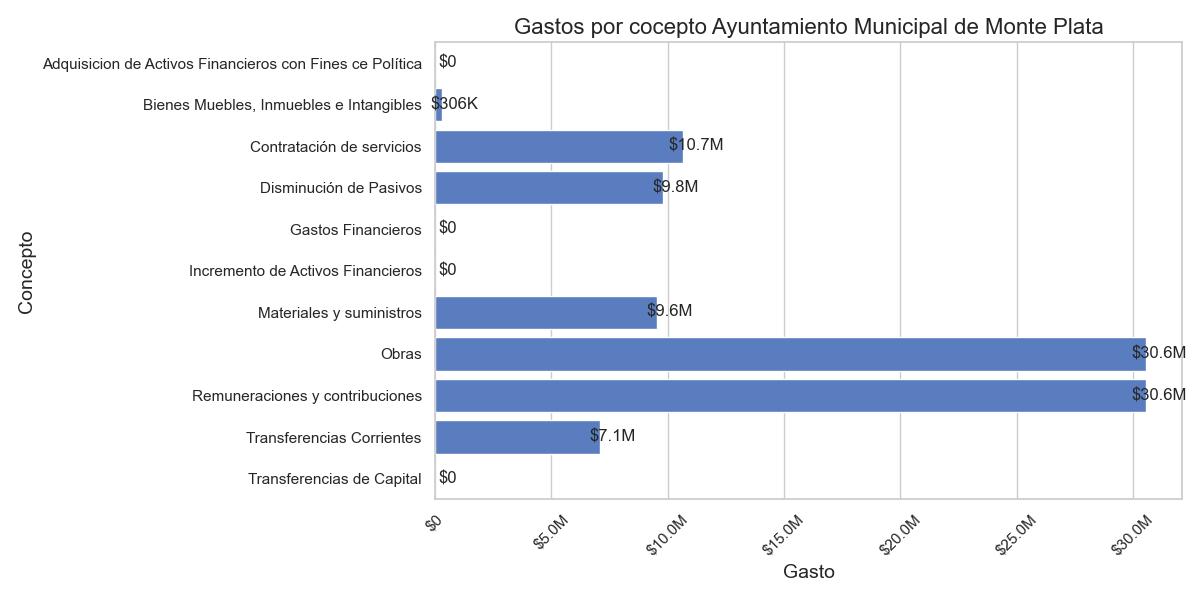 Gastos por cocepto Ayuntamiento Municipal de Monte Plata
Concepto
Adquisicion de Activos Financieros con Fines ce Política $0
Bienes Muebles, Inmuebles e Intangibles $306K
Contratación de servicios $10.7M
Disminución de Pasivos $9.8M
Gastos Financieros $0
Incremento de Activos Financieros $0
Materiales y suministros $9.6M
Obras $30.6M
Remuneraciones y contribuciones $30.6M
Transferencias Corrientes $7.1M
Transferencias de Capital $0
$0 $5.0M $10.0M $15.0M $20.0M $25.0M $30.0M
Gasto